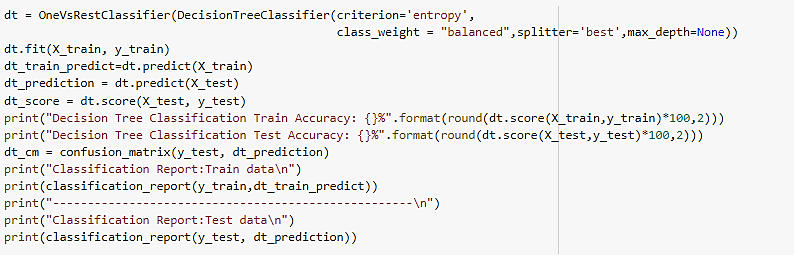 dt = OneVsRestClassifier(DecisionTreeClassifier(criterion='entropy',
class_weight = "balanced",splitter='best',max_depth=None))
dt.fit(X_train, y_train)
dt_train_predict=dt.predict(X_train)
dt_prediction = dt.predict(X_test)
dt_score = dt.score(X_test, y_test)
print("Decision Tree Classification Train Accuracy: {}%".format(round(dt.score(X_train,y_train)*100,2)))
print("Decision Tree Classification Test Accuracy: {}%".format(round(dt.score(X_test,y_test)*100,2)))
dt_cm = confusion_matrix(y_test, dt_prediction)
print("Classification Report:Train data\n")
print(classification_report(y_train,dt_train_predict))
print("-------------------------------------------------------\n")
print("Classification Report:Test data\n")
print(classification_report(y_test, dt_prediction))